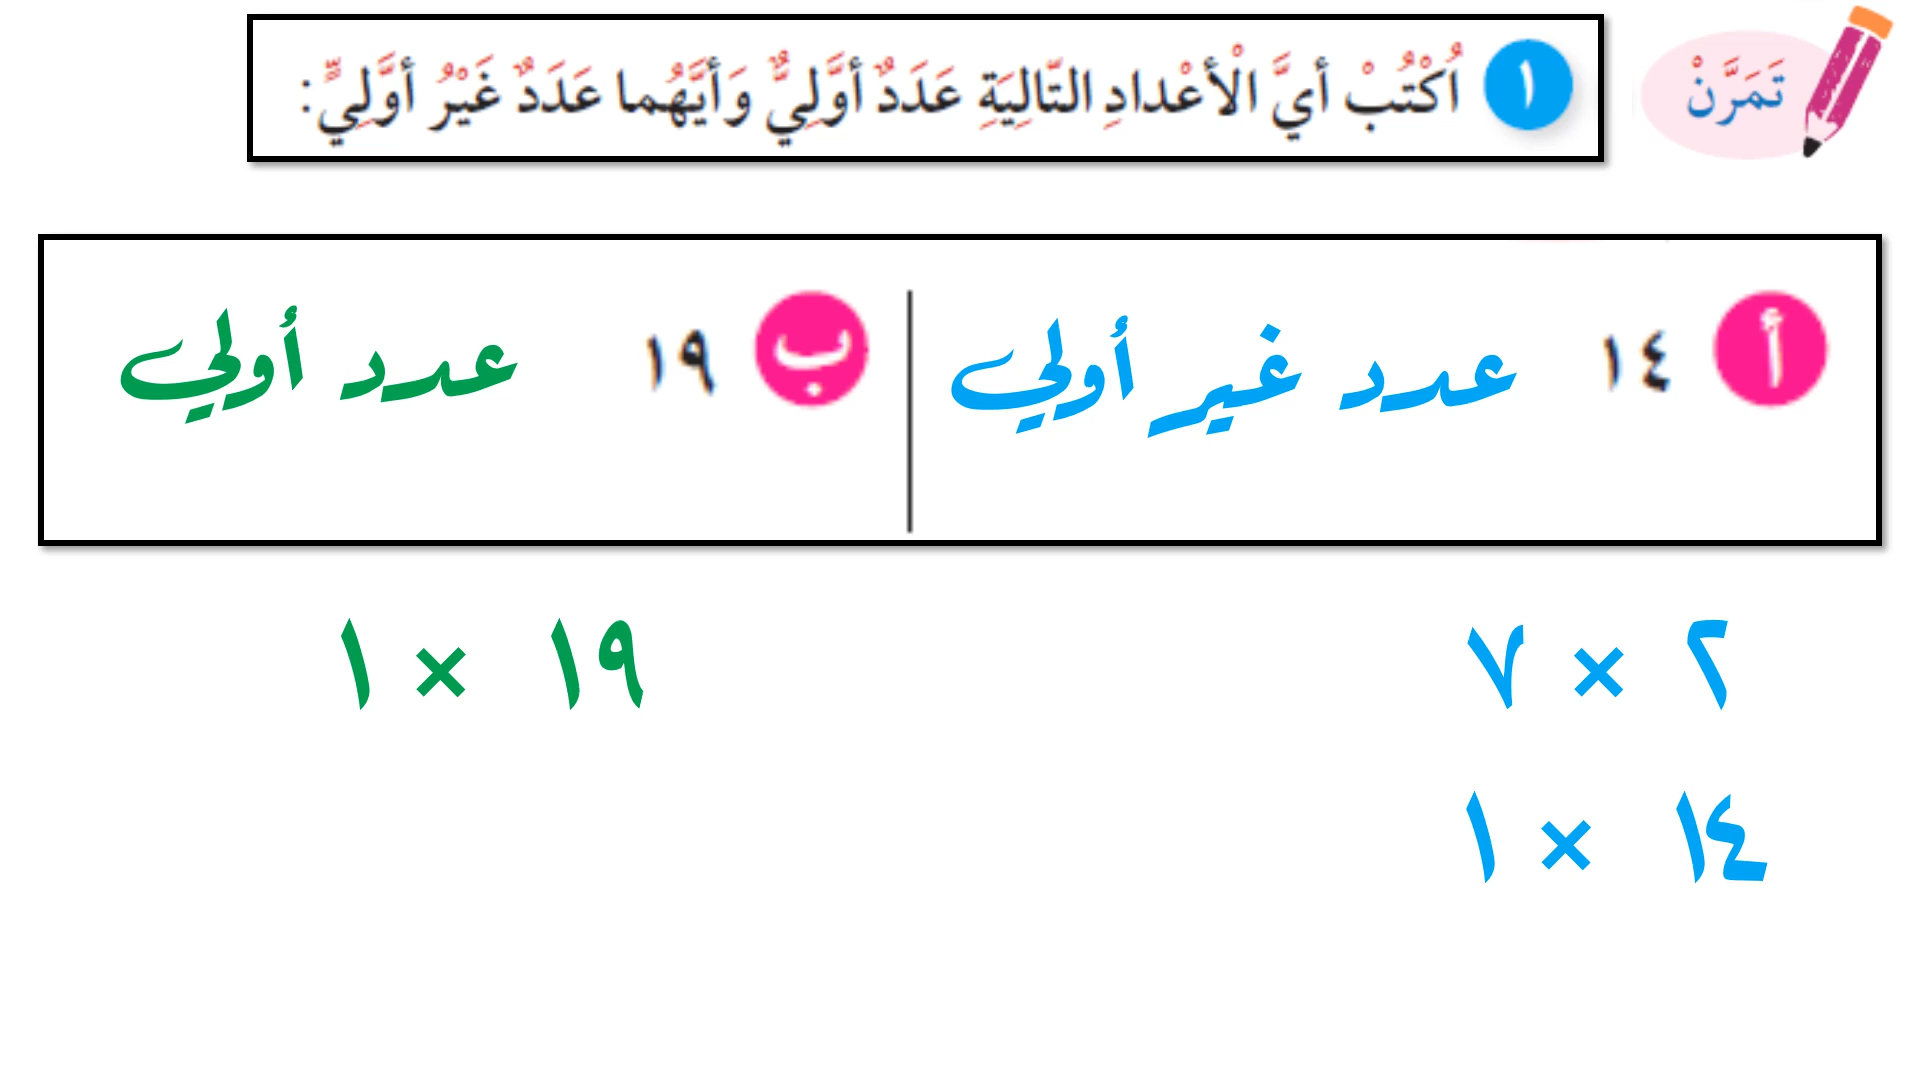 تَمَرَّنْ
١ اُكْتُبْ أيَّ الْأعْدادِ التّالِيَةِ عَدَدٌ أوَّلِيٌّ وَأيَّهُما عَدَدٌ غَيْرُ أوَّلِيٍّ:
أ ١٤ عدد غير أولي
ب ١٩ عدد أولي
٢ × ٧
١٩ × ١
١٤ × ١